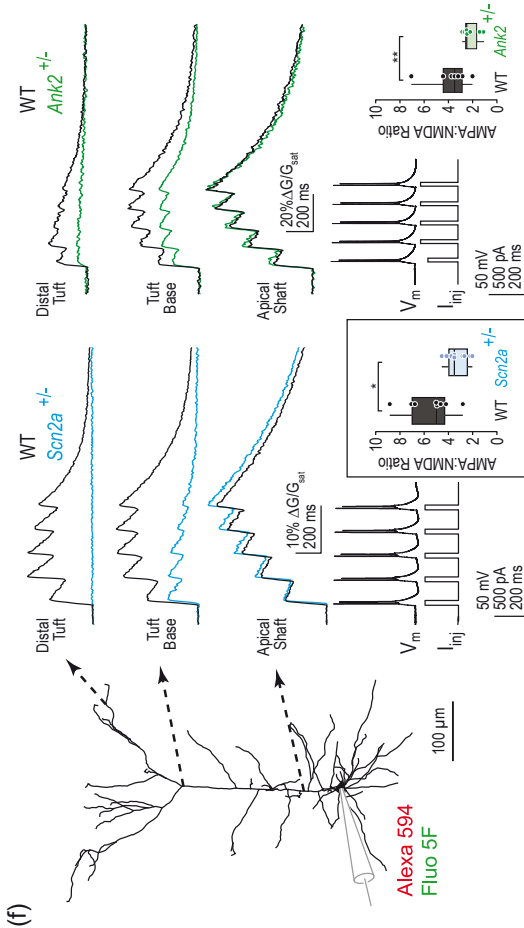 (f)
Alexa 594
Fluo 5F
100 µm
WT
Scn2a+/-
Distal
Tuft
Tuft
Base
Apical
Shaft
10% ΔG/Gsat
200 ms
Vm
Iinj
50 mV
500 pA
200 ms
AMPA:NMDA Ratio
10
8
6
4
2
0
*
WT
Scn2a+/-
WT
Ank2+/-
Distal
Tuft
Tuft
Base
Apical
Shaft
20%ΔG/Gsat
200 ms
Vm
Iinj
50 mV
500 pA
200 ms
AMPA:NMDA Ratio
10
8
6
4
2
0
**
WT
Ank2+/-